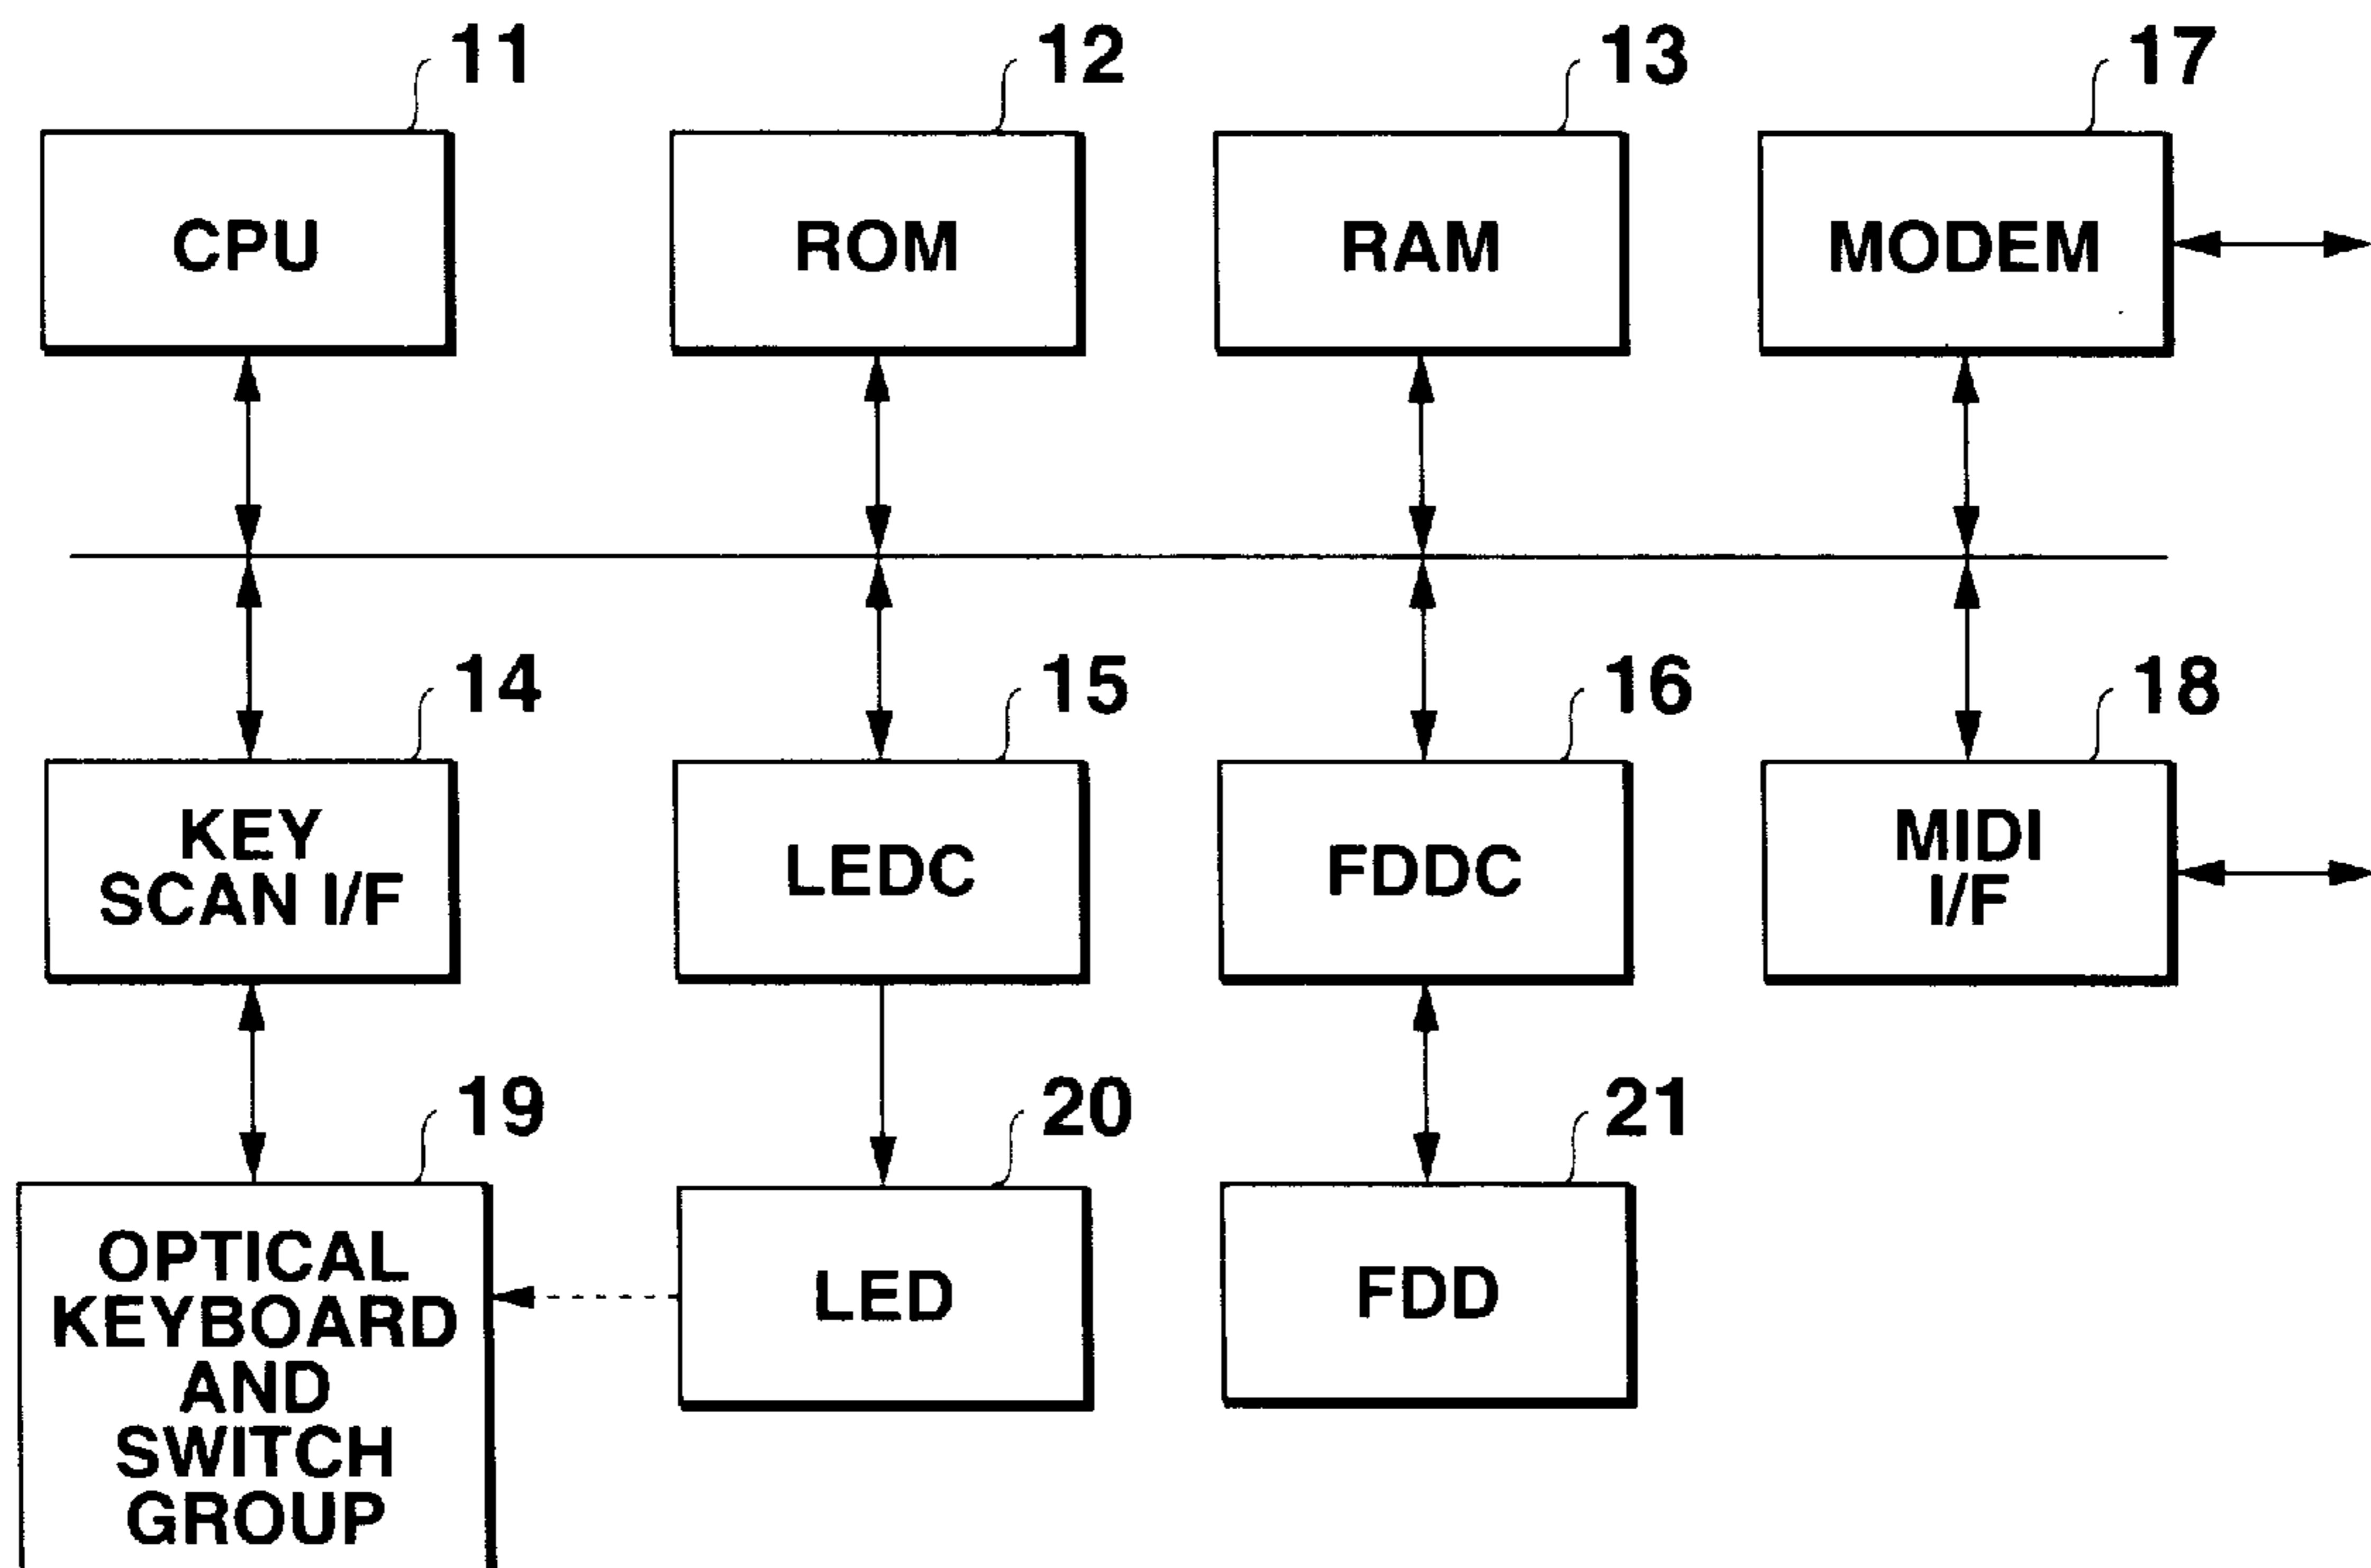 11
12
13
17
CPU
ROM
RAM
MODEM
14
15
16
18
KEY
SCAN I/F
LEDC
FDDC
MIDI
I/F
19
20
21
OPTICAL
KEYBOARD
AND
SWITCH
GROUP
LED
FDD